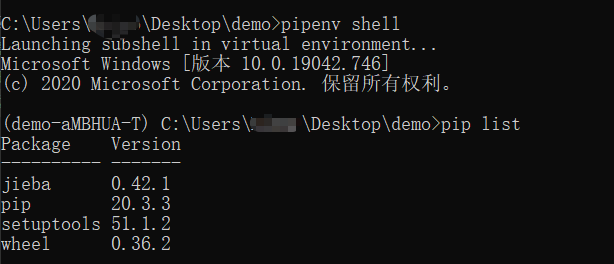 C:\Users\ \Desktop\demo>pipenv shell
Launching subshell in virtual environment...
Microsoft Windows [版本 10.0.19042.746]
(c) 2020 Microsoft Corporation. 保留所有权利。
(demo-aMBHUA-T) C:\Users\ \Desktop\demo>pip list
Package    Version
---------- -------
jieba      0.42.1
pip        20.3.3
setuptools 51.1.2
wheel      0.36.2